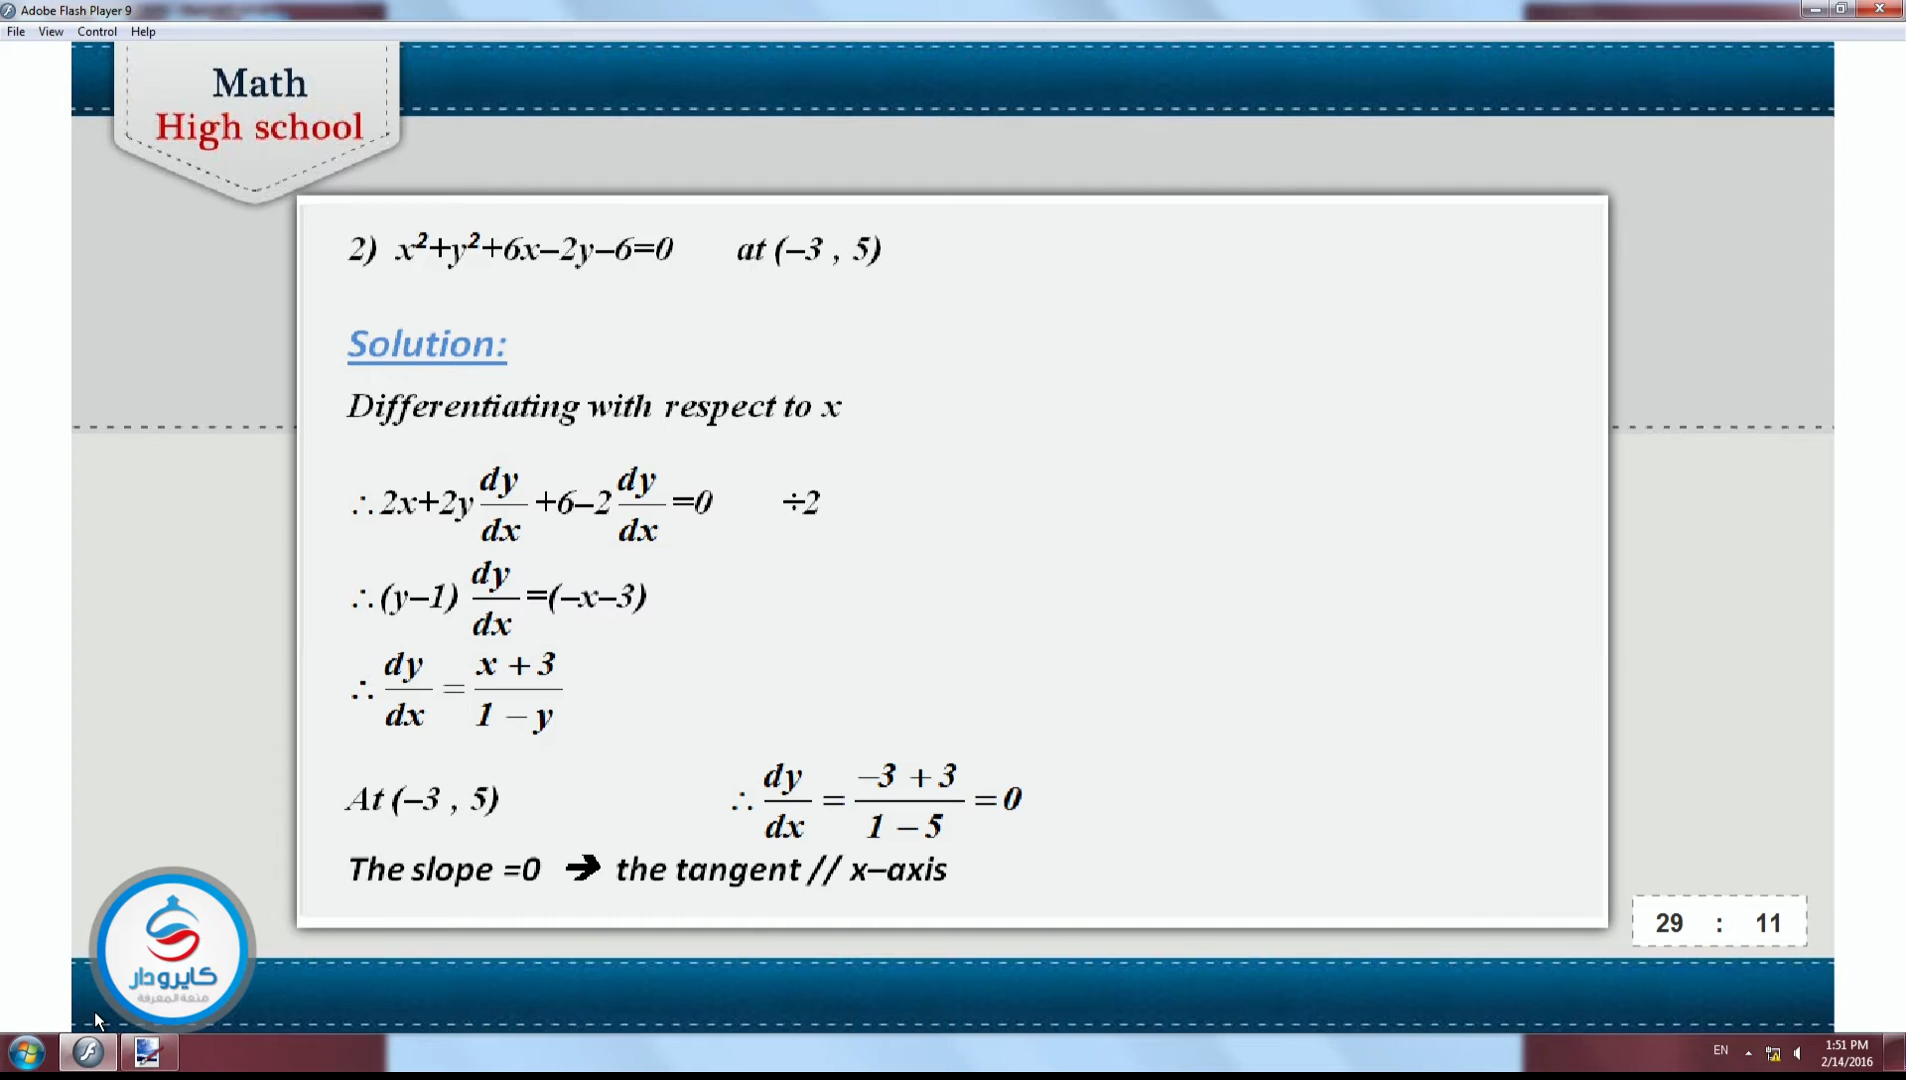 Adobe Flash Player 9
File View Control Help
Math
High school
2) x²+y²+6x–2y–6=0 at (–3 , 5)
Solution:
Differentiating with respect to x
∴ 2x+2y dy/dx +6–2 dy/dx =0 ÷2
∴ (y–1) dy/dx =(–x–3)
∴ dy/dx = x + 3 / 1 – y
At (–3 , 5) ∴ dy/dx = –3 + 3 / 1 – 5 = 0
The slope =0 ➔ the tangent // x–axis
29 : 11
كايرودار
متعة المعرفة
EN
1:51 PM
2/14/2016